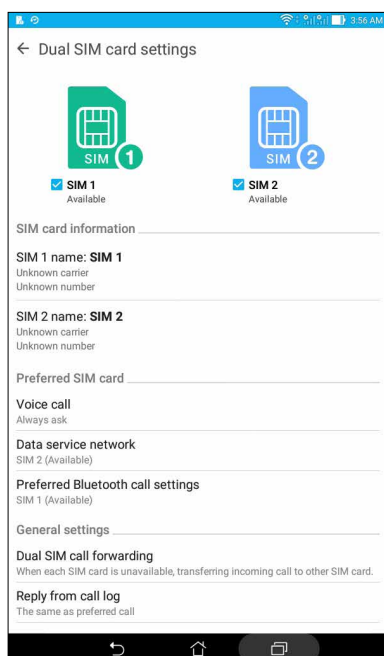 3:56 AM
Dual SIM card settings
SIM 1
SIM 2
SIM 1
Available
SIM 2
Available
SIM card information
SIM 1 name: SIM 1
Unknown carrier
Unknown number
SIM 2 name: SIM 2
Unknown carrier
Unknown number
Preferred SIM card
Voice call
Always ask
Data service network
SIM 2 (Available)
Preferred Bluetooth call settings
SIM 1 (Available)
General settings
Dual SIM call forwarding
When each SIM card is unavailable, transferring incoming call to other SIM card.
Reply from call log
The same as preferred call